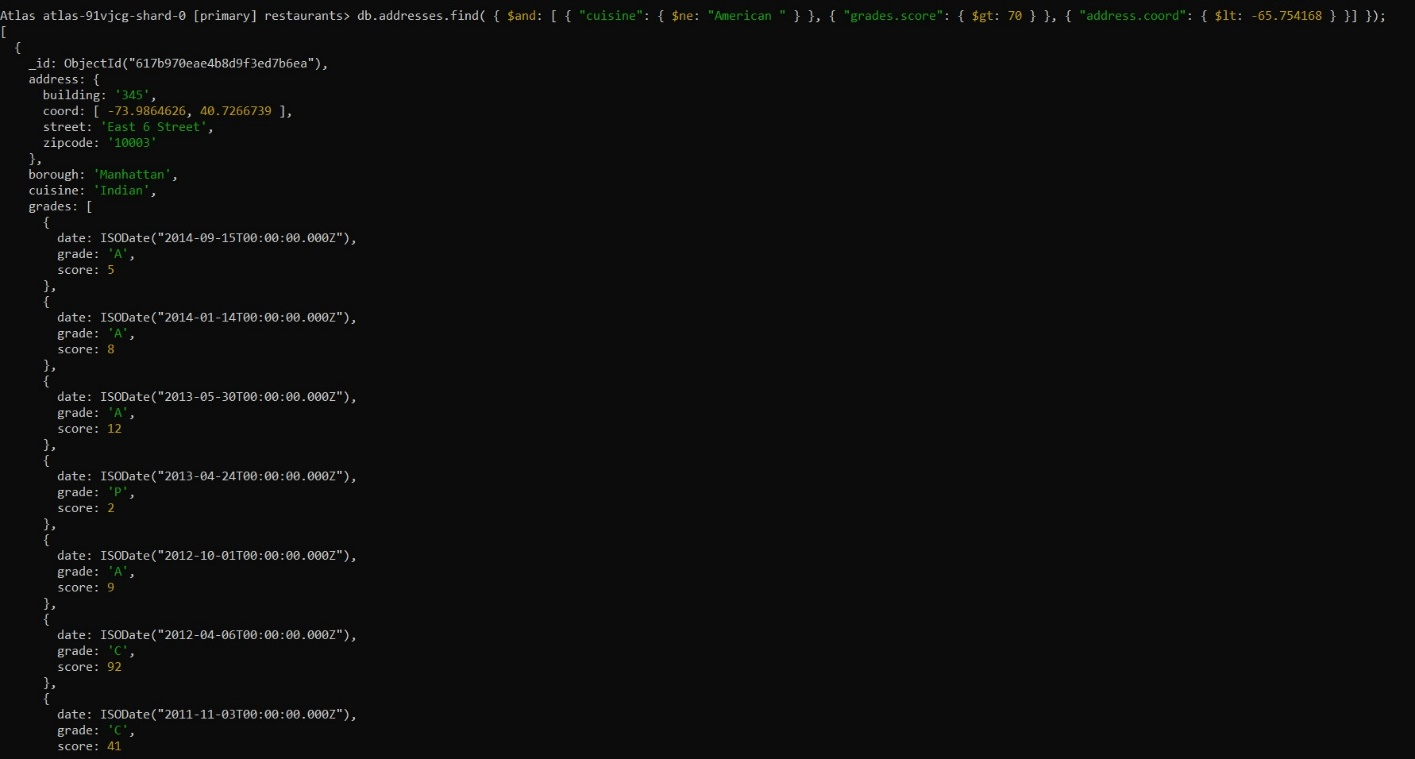 Atlas atlas-91vjcg-shard-0 [primary] restaurants> db.addresses.find( { $and: [ { "cuisine": { $ne: "American " } }, { "grades.score": { $gt: 70 } }, { "address.coord": { $lt: -65.754168 } }] });
[
  {
    _id: ObjectId("617b970eae4b8d9f3ed7b6ea"),
    address: {
      building: '345',
      coord: [ -73.9864626, 40.7266739 ],
      street: 'East 6 Street',
      zipcode: '10003'
    },
    borough: 'Manhattan',
    cuisine: 'Indian',
    grades: [
      {
        date: ISODate("2014-09-15T00:00:00.000Z"),
        grade: 'A',
        score: 5
      },
      {
        date: ISODate("2014-01-14T00:00:00.000Z"),
        grade: 'A',
        score: 8
      },
      {
        date: ISODate("2013-05-30T00:00:00.000Z"),
        grade: 'A',
        score: 12
      },
      {
        date: ISODate("2013-04-24T00:00:00.000Z"),
        grade: 'P',
        score: 2
      },
      {
        date: ISODate("2012-10-01T00:00:00.000Z"),
        grade: 'A',
        score: 9
      },
      {
        date: ISODate("2012-04-06T00:00:00.000Z"),
        grade: 'C',
        score: 92
      },
      {
        date: ISODate("2011-11-03T00:00:00.000Z"),
        grade: 'C',
        score: 41